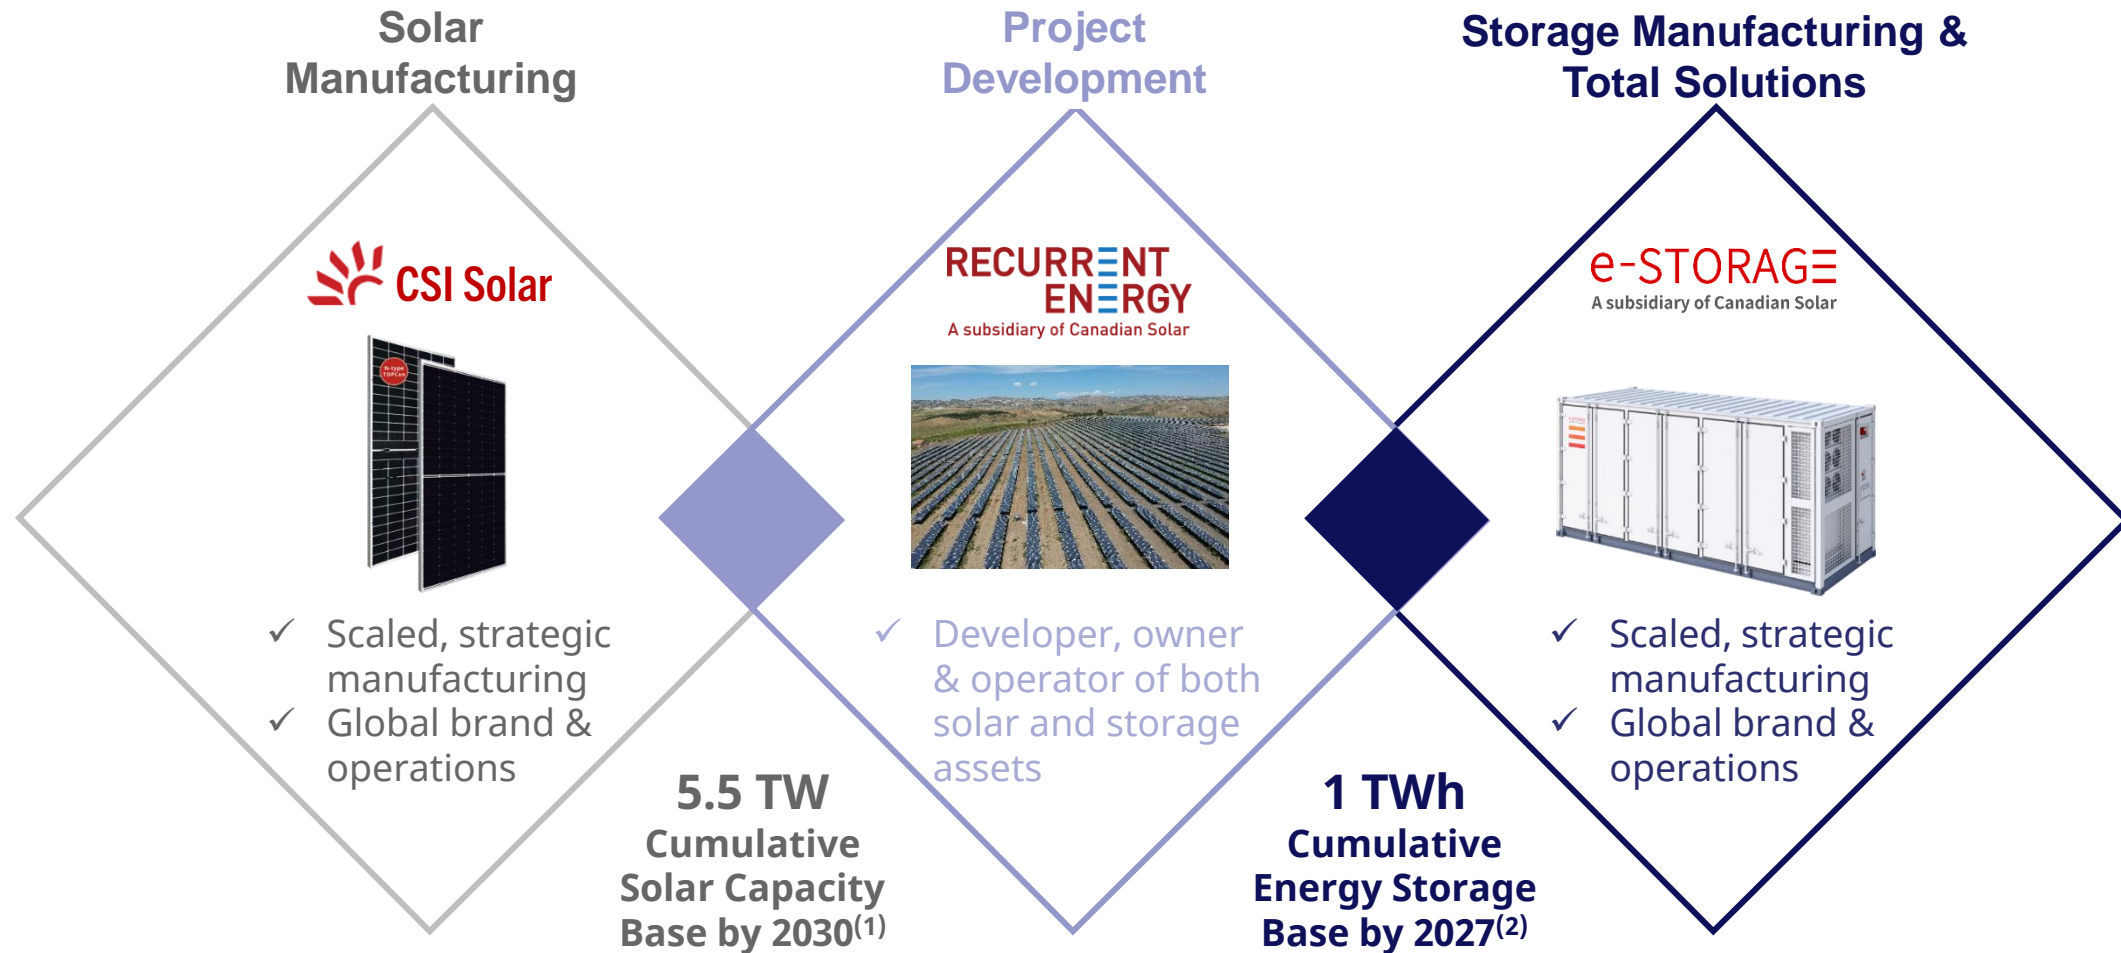 Solar
Manufacturing
Project
Development
Storage Manufacturing &
Total Solutions
CSI Solar
N-type
TOPCon
RECURRENT
ENERGY
A subsidiary of Canadian Solar
e-STORAGE
A subsidiary of Canadian Solar
✓ Scaled, strategic
manufacturing
✓ Global brand &
operations
✓ Developer, owner
& operator of both
solar and storage
assets
✓ Scaled, strategic
manufacturing
✓ Global brand &
operations
5.5 TW
Cumulative
Solar Capacity
Base by 2030(1)
1 TWh
Cumulative
Energy Storage
Base by 2027(2)